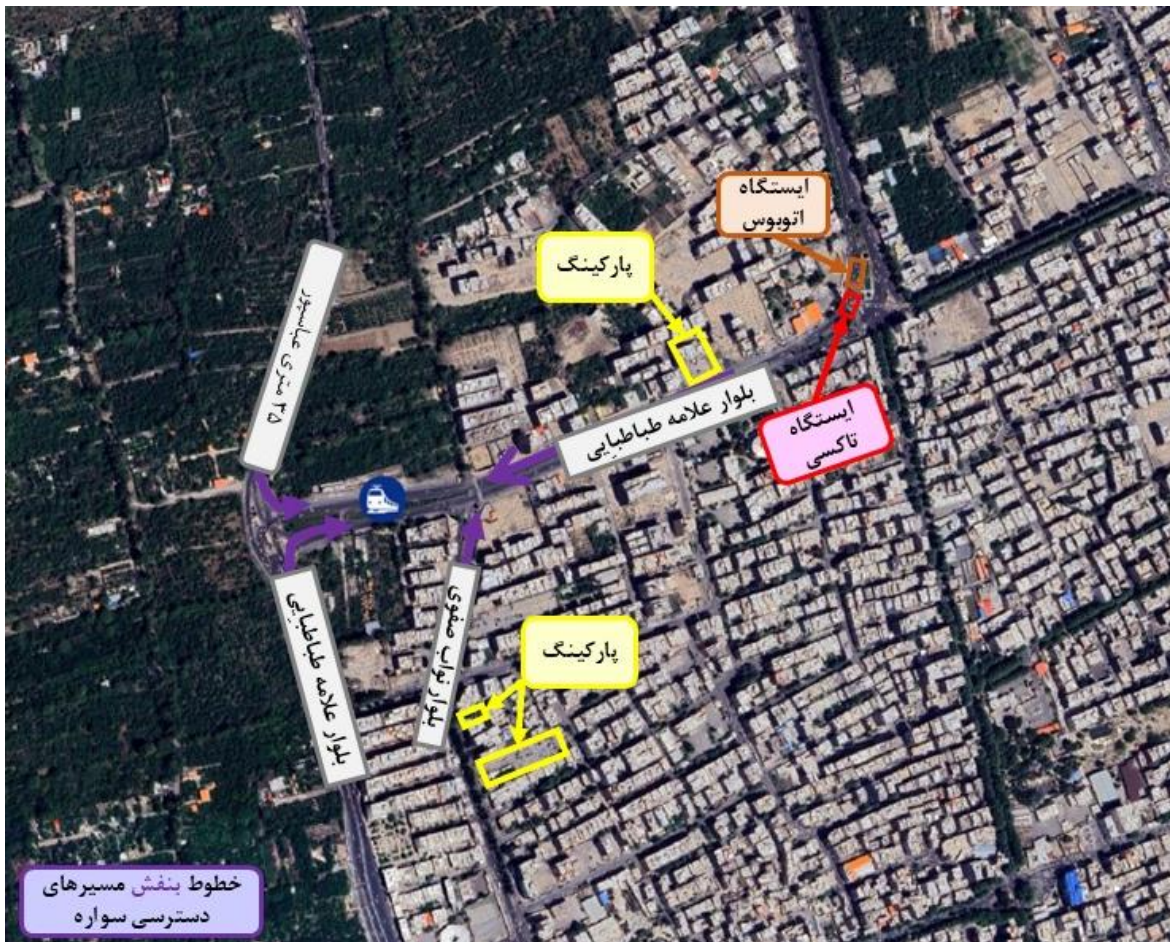 ایستگاه
اتوبوس
پارکینگ
۳۵ متری عباسپور
بلوار علامه طباطبایی
ایستگاه
تاکسی
بلوار علامه طباطبایی
بلوار نواب صفوی
پارکینگ
خطوط بنفش مسیرهای
دسترسی سواره